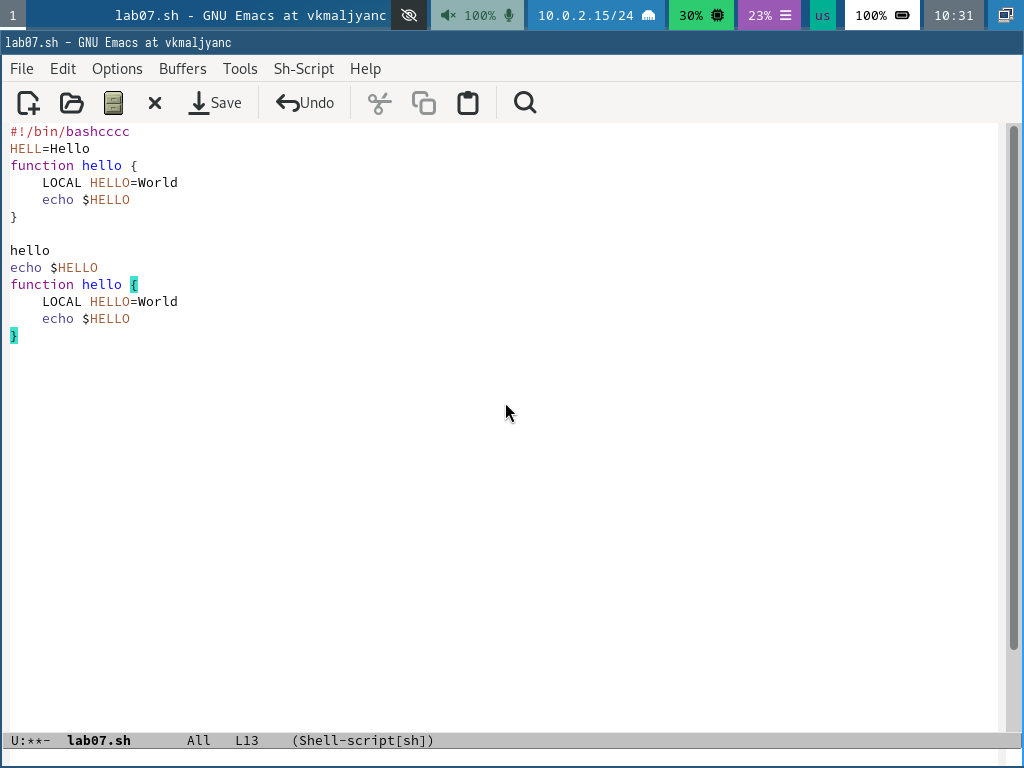 1 lab07.sh - GNU Emacs at vkmaljyanc 100% 10.0.2.15/24 30% 23% us 100% 10:31
lab07.sh - GNU Emacs at vkmaljyanc
File Edit Options Buffers Tools Sh-Script Help
Save Undo
#!/bin/bashcccc
HELL=Hello
function hello {
    LOCAL HELLO=World
    echo $HELLO
}
hello
echo $HELLO
function hello {
    LOCAL HELLO=World
    echo $HELLO
}
U:**- lab07.sh All L13 (Shell-script[sh])